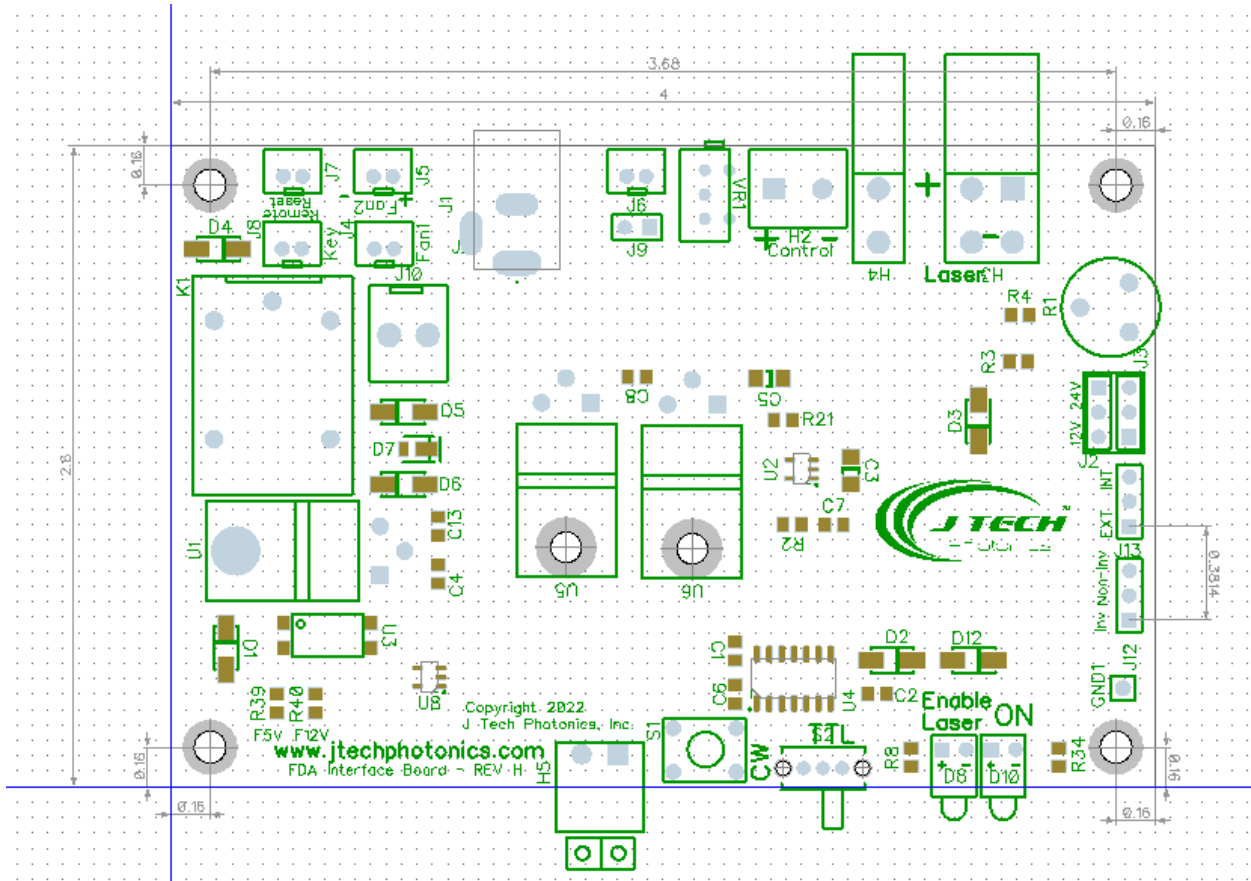 3.68
4
0.16
0.16
J7
Remote
Reset
J5
- Fan2 +
J1
J6
J9
VR1
+ H2 -
Control
H4
+
-
H3
Laser
D4
J8
Key
J4
Fan1
J10
K1
R4
R1
R3
J3
24V
12V
J2
D5
D7
D6
C8
C5
R21
U2
C3
D3
2.6
U1
C13
C4
U5
U6
R2
C7
J TECH
INT
EXT
J13
0.3814
Non-Inv
Inv
J12
D1
U3
U8
C1
C6
U4
D2
D12
C2
GND1
R39
R40
F5V F12V
Copyright 2022
J Tech Photonics, Inc.
www.jtechphotonics.com
FDA Interface Board - REV H
H5
S1
CW
TTL
S2
Enable
Laser
ON
R8
+ D8 -
D10 -
R34
0.16
0.16
0.16
0.16